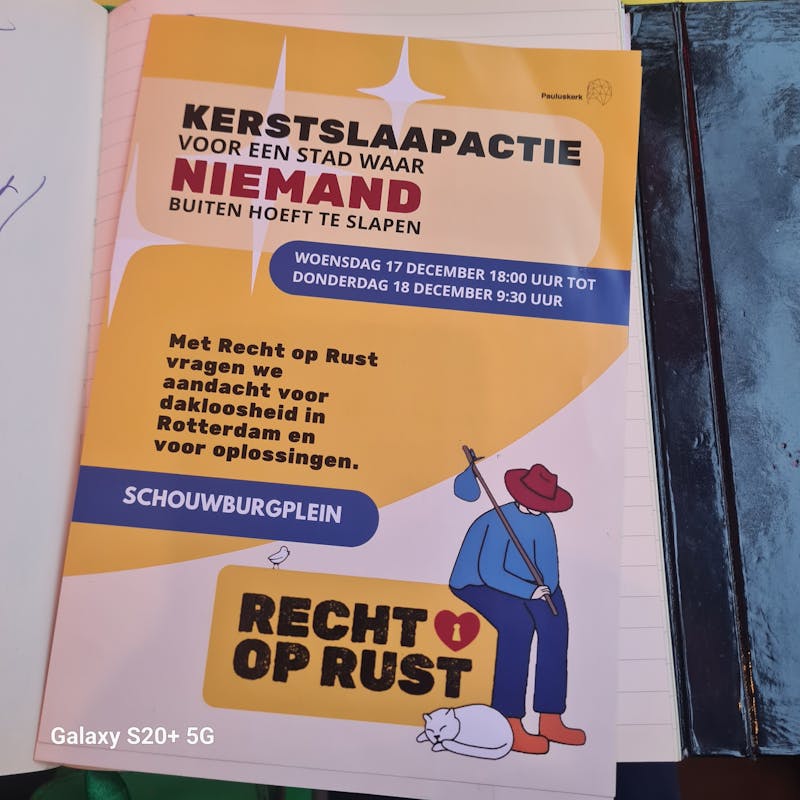 Pauluskerk
KERSTSLAAPACTIE
VOOR EEN STAD WAAR
NIEMAND
BUITEN HOEFT TE SLAPEN
WOENSDAG 17 DECEMBER 18:00 UUR TOT
DONDERDAG 18 DECEMBER 9:30 UUR
Met Recht op Rust
vragen we
aandacht voor
dakloosheid in
Rotterdam en
voor oplossingen.
SCHOUWBURGPLEIN
RECHT
OP RUST
Galaxy S20+ 5G